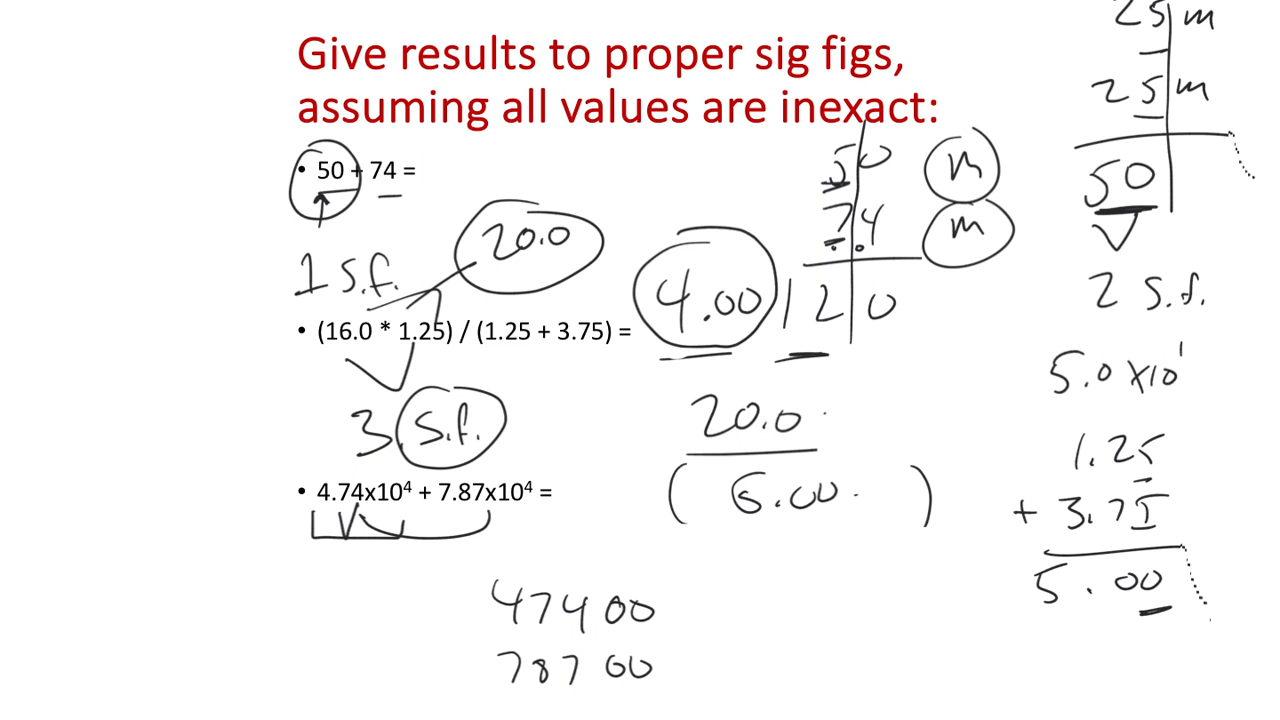 Give results to proper sig figs,
assuming all values are inexact:
• 50 + 74 =
1 s.f.
20.0
50 m
74 m
120
25 m
25 m
50
2 s.f.
5.0 x10¹
• (16.0 * 1.25) / (1.25 + 3.75) =
4.00
3 s.f.
20.0
(5.00)
1.25
+ 3.75
5.00
• 4.74x10⁴ + 7.87x10⁴ =
47400
78700